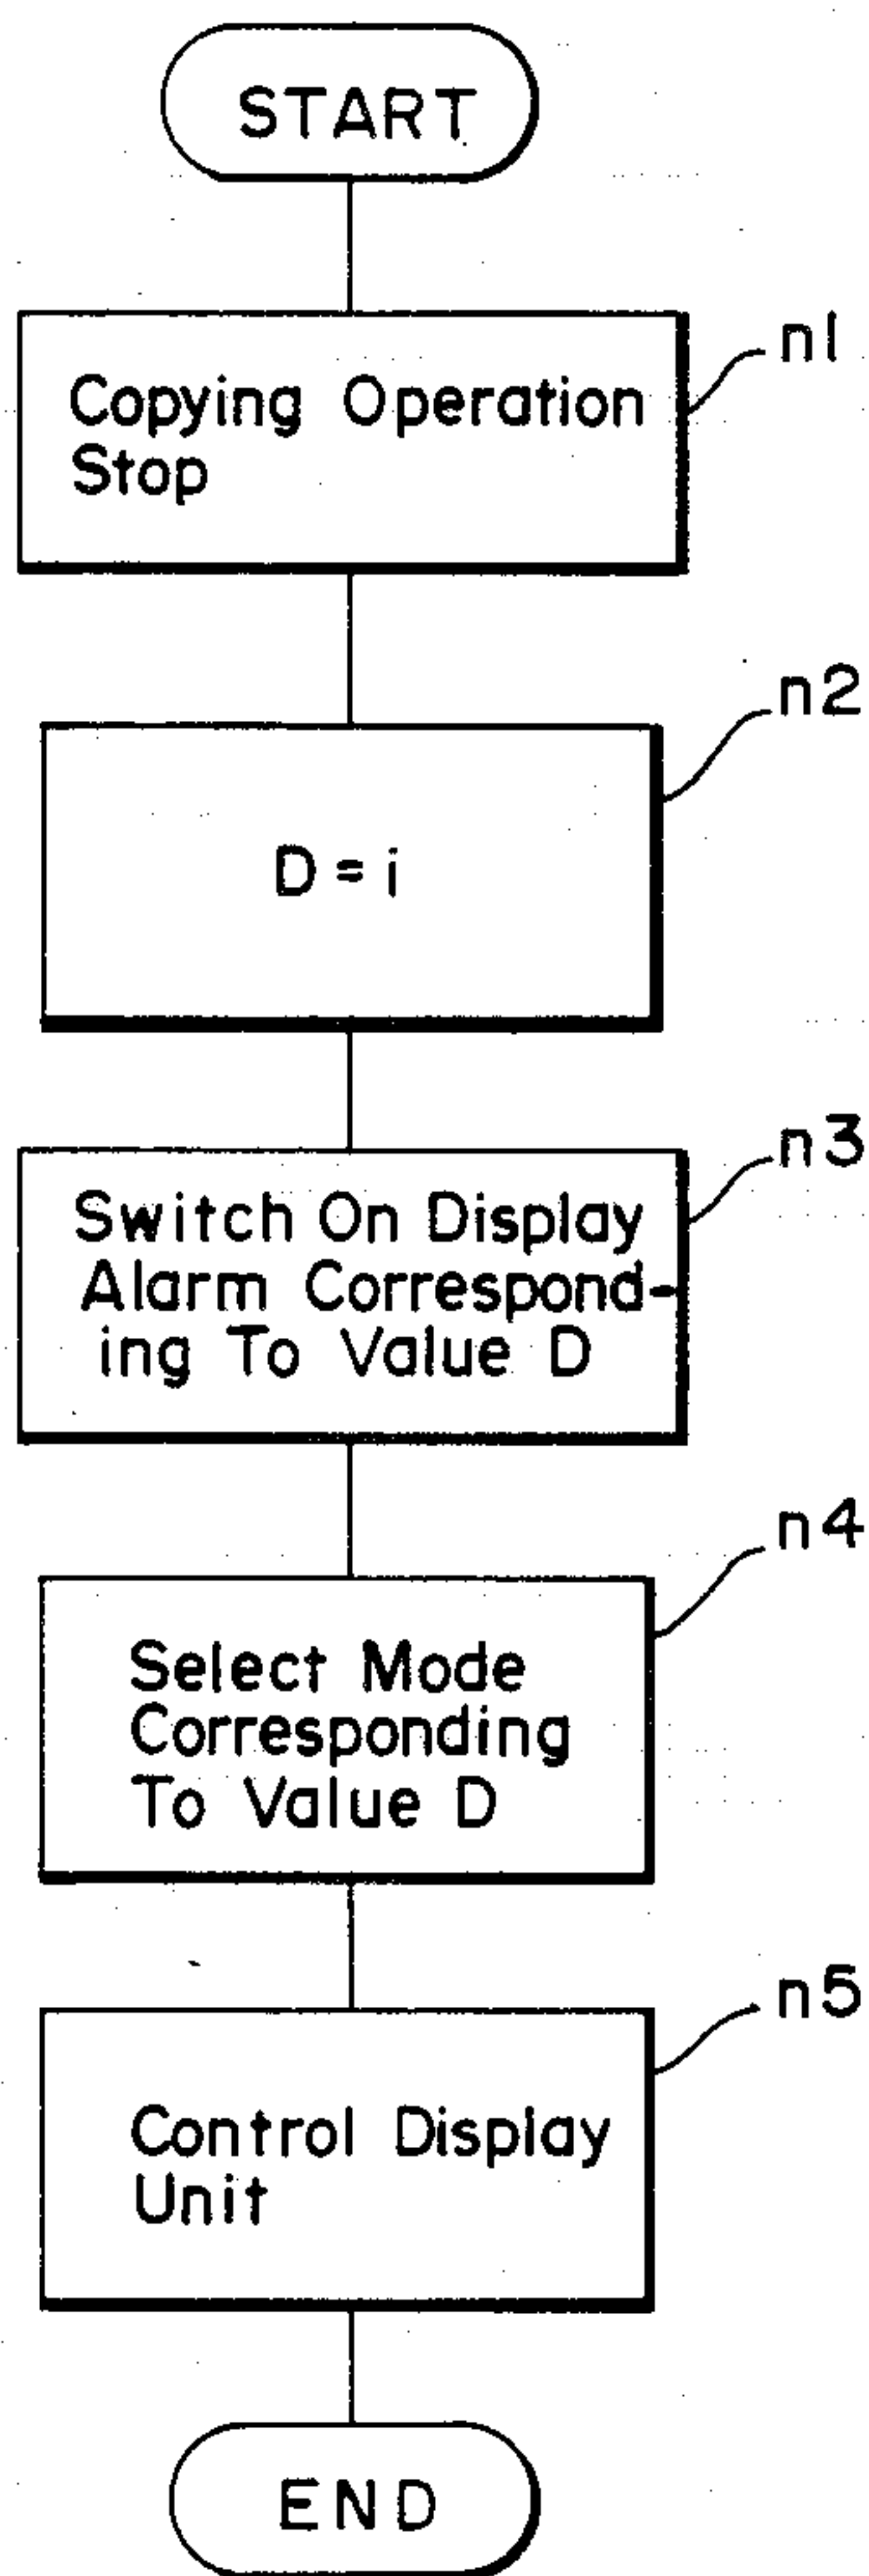 START
n1
Copying Operation
Stop
n2
D = i
n3
Switch On Display
Alarm Correspond-
ing To Value D
n4
Select Mode
Corresponding
To Value D
n5
Control Display
Unit
END